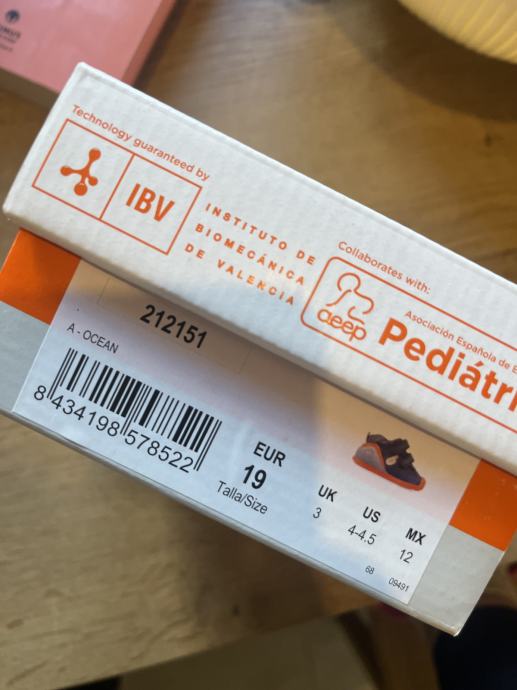 Technology guaranteed by
IBV
INSTITUTO DE
BIOMECÁNICA
DE VALENCIA
Collaborates with:
aeep
Asociación Española de
Pediátri
212151
A - OCEAN
8 434198 578522
EUR
19
Talla/Size
UK
3
US
4-4.5
MX
12
68 09491